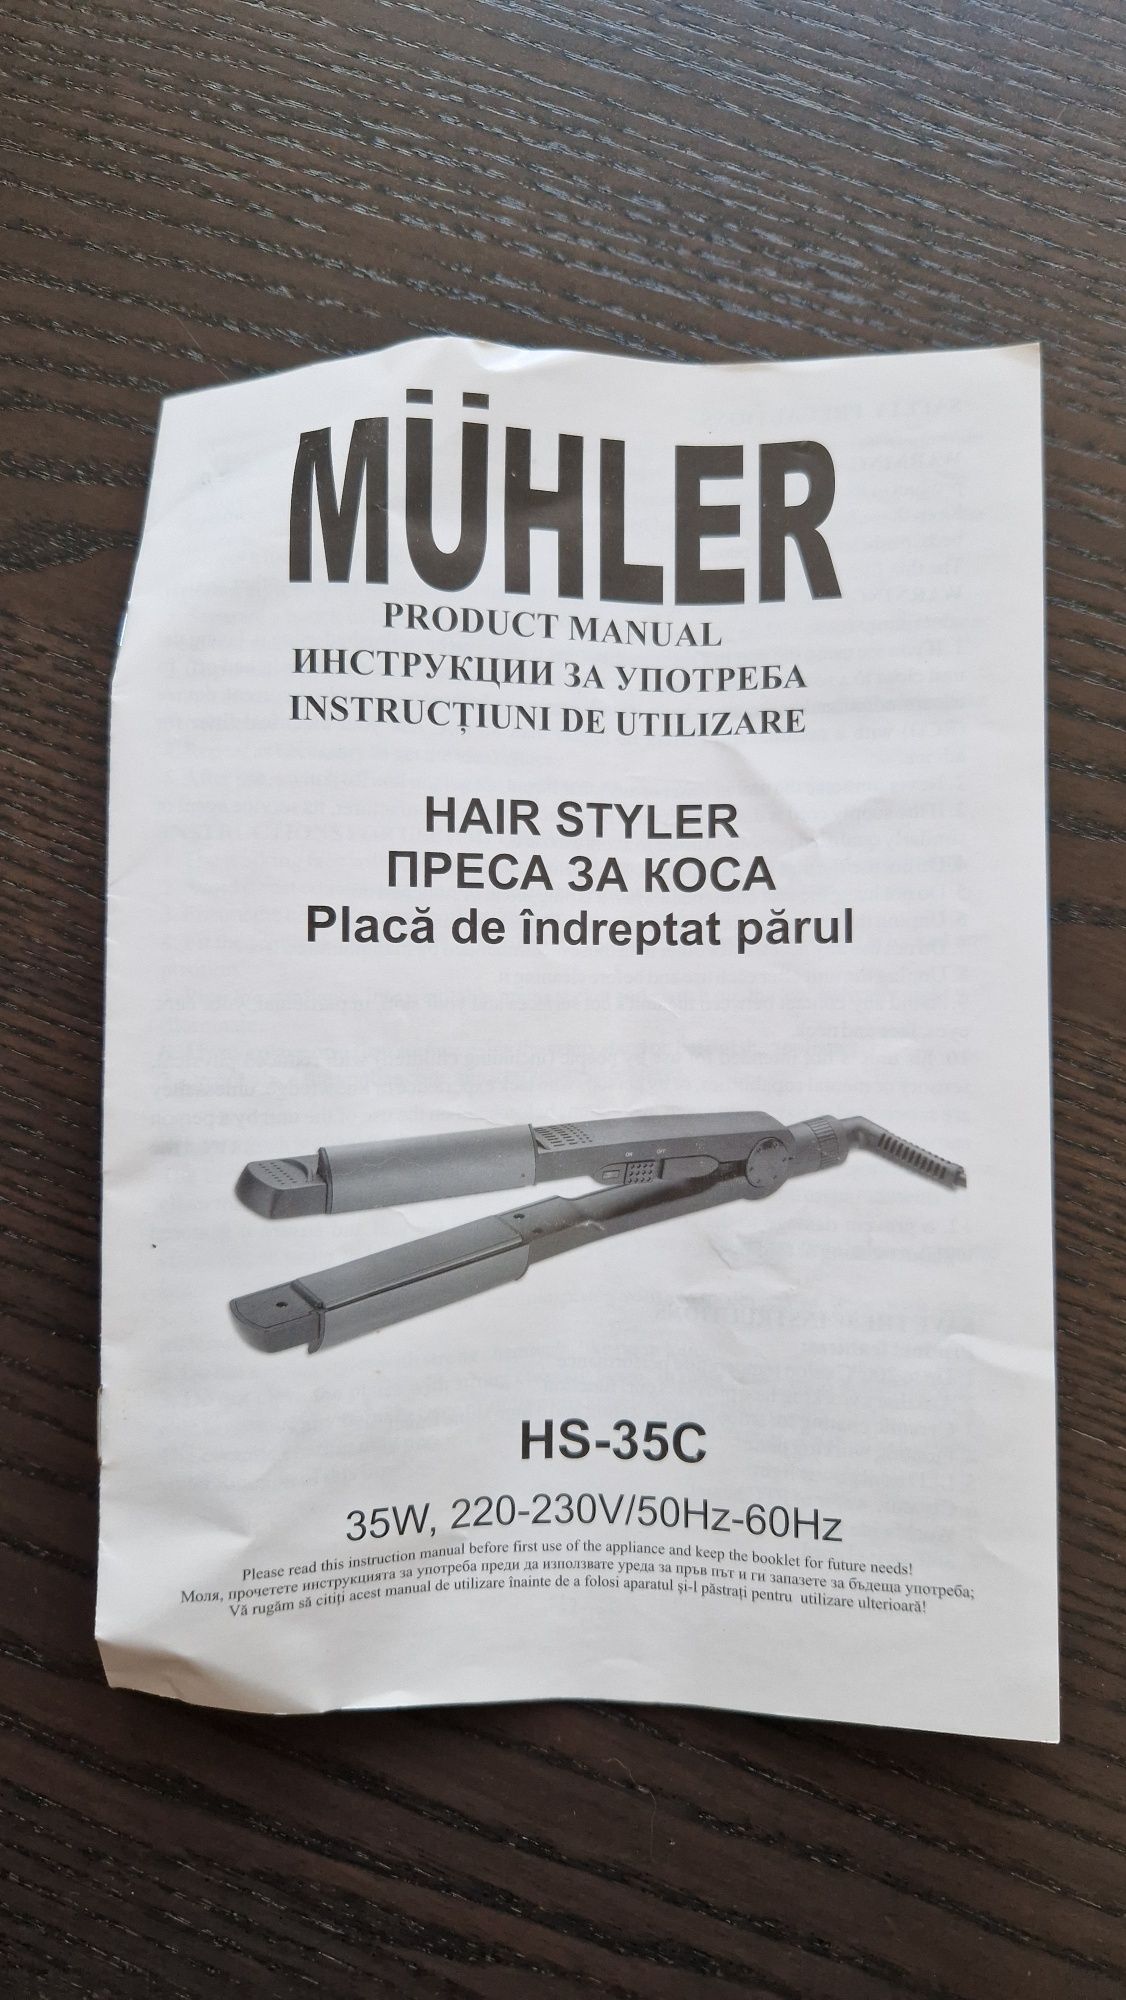 MÜHLER
PRODUCT MANUAL
ИНСТРУКЦИИ ЗА УПОТРЕБА
INSTRUCȚIUNI DE UTILIZARE
HAIR STYLER
ПРЕСА ЗА КОСА
Placă de îndreptat părul
ON OFF
HS-35C
35W, 220-230V/50Hz-60Hz
Please read this instruction manual before first use of the appliance and keep the booklet for future needs!
Моля, прочетете инструкцията за употреба преди да използвате уреда за пръв път и ги запазете за бъдеща употреба;
Vă rugăm să citiți acest manual de utilizare înainte de a folosi aparatul şi-l păstrați pentru utilizare ulterioară!